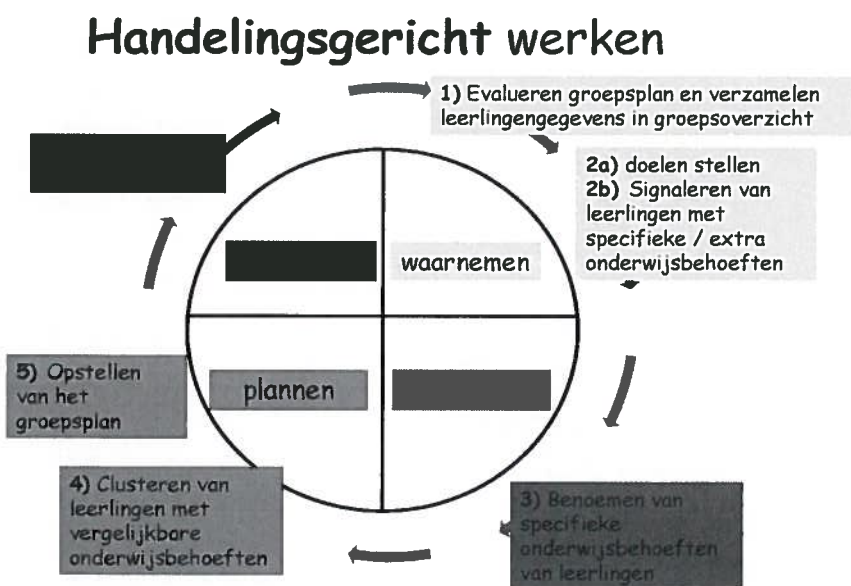 Handelingsgericht werken
1) Evalueren groepsplan en verzamelen
leerlingengegevens in groepsoverzicht
2a) doelen stellen
2b) Signaleren van
leerlingen met
specifieke / extra
onderwijsbehoeften
waarnemen
5) Opstellen
van het
groepsplan
plannen
4) Clusteren van
leerlingen met
vergelijkbare
onderwijsbehoeften
3) Benoemen van
specifieke
onderwijsbehoeften
van leerlingen